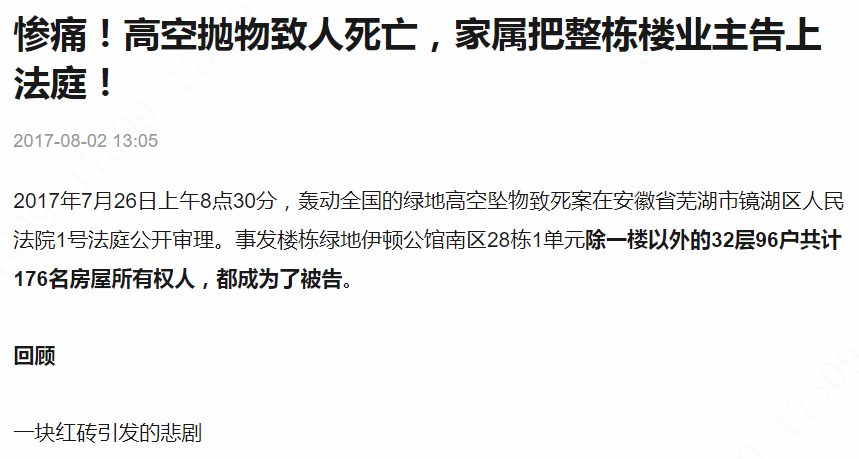 惨痛！高空抛物致人死亡，家属把整栋楼业主告上
法庭！
2017-08-02 13:05
2017年7月26日上午8点30分，轰动全国的绿地高空坠物致死案在安徽省芜湖市镜湖区人民
法院1号法庭公开审理。事发楼栋绿地伊顿公馆南区28栋1单元除一楼以外的32层96户共计
176名房屋所有权人，都成为了被告。
回顾
一块红砖引发的悲剧